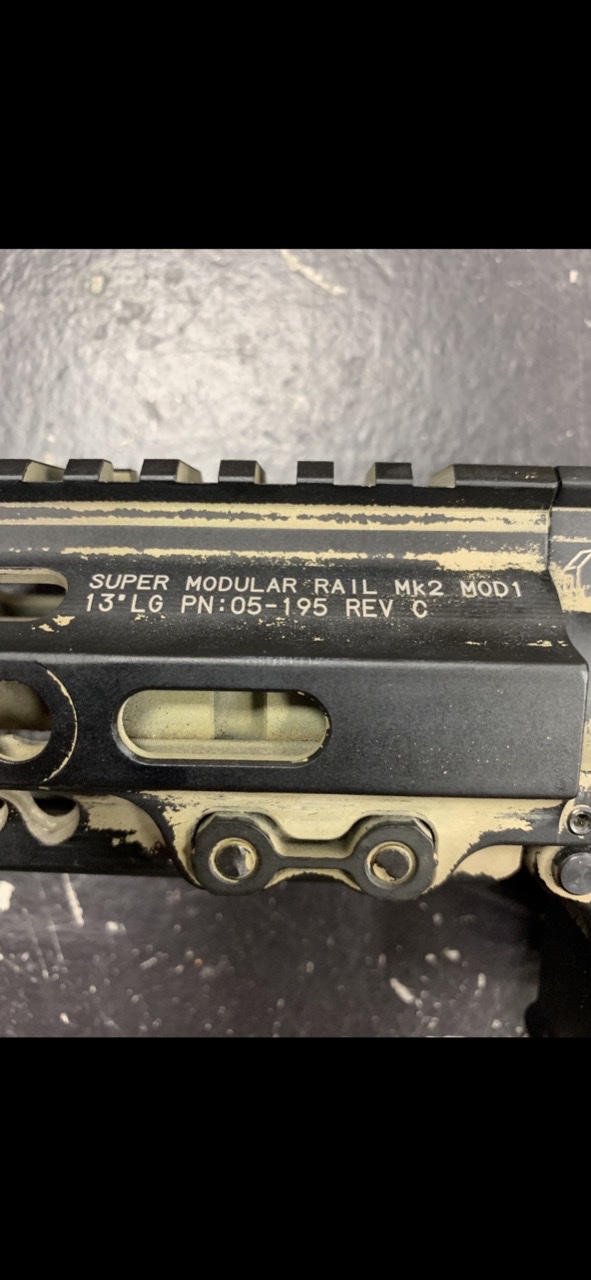 SUPER MODULAR RAIL Mk2 MOD1
13"LG PN:05-195 REV C